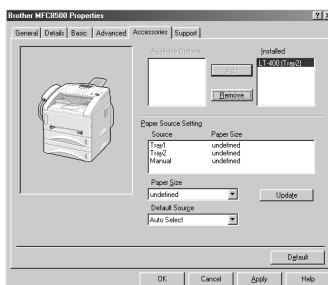 Brother MFC8500 Properties
General Details Basic Advanced Accessories Support
Available Options
Installed
LT-400 (Tray2)
Add
Remove
Paper Source Setting
Source Paper Size
Tray1 undefined
Tray2 undefined
Manual undefined
Paper Size
undefined
Update
Default Source
Auto Select
Default
OK Cancel Apply Help